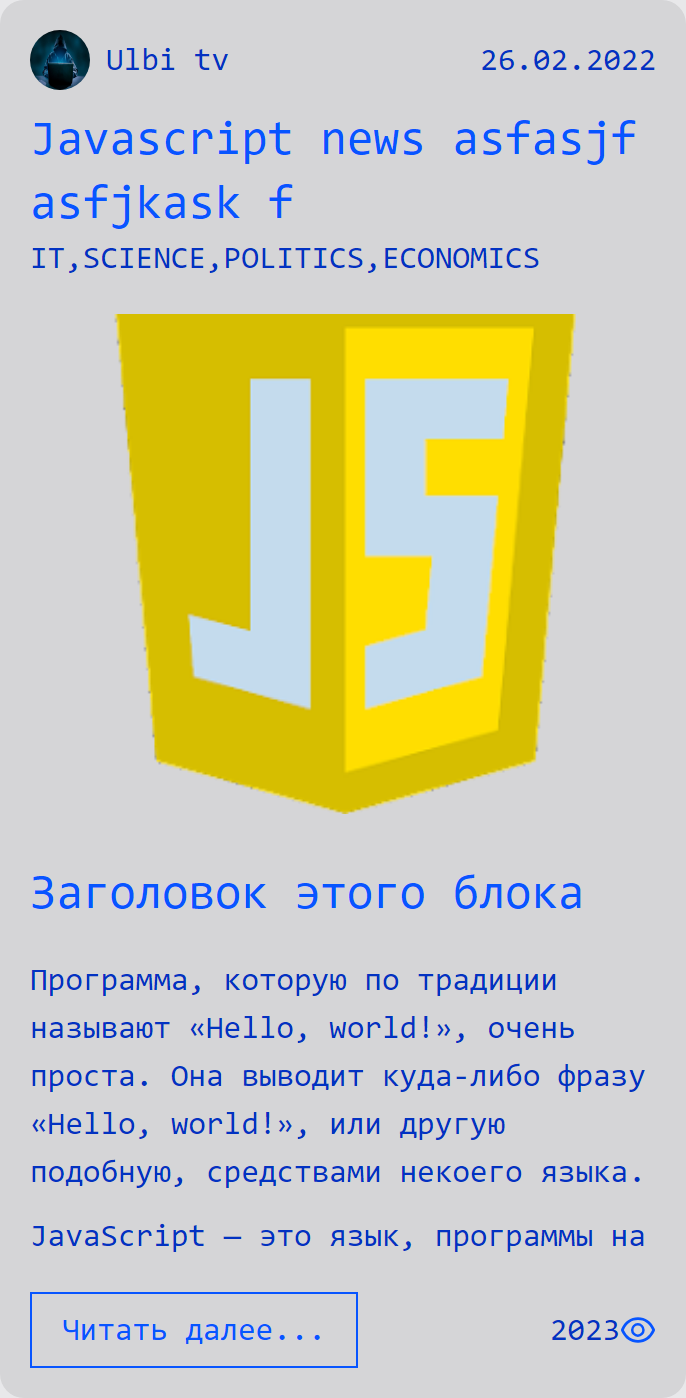 Ulbi tv 26.02.2022
Javascript news asfasjf
asfjkask f
IT,SCIENCE,POLITICS,ECONOMICS
JS
Заголовок этого блока
Программа, которую по традиции
называют «Hello, world!», очень
проста. Она выводит куда-либо фразу
«Hello, world!», или другую
подобную, средствами некоего языка.
JavaScript — это язык, программы на
Читать далее... 2023